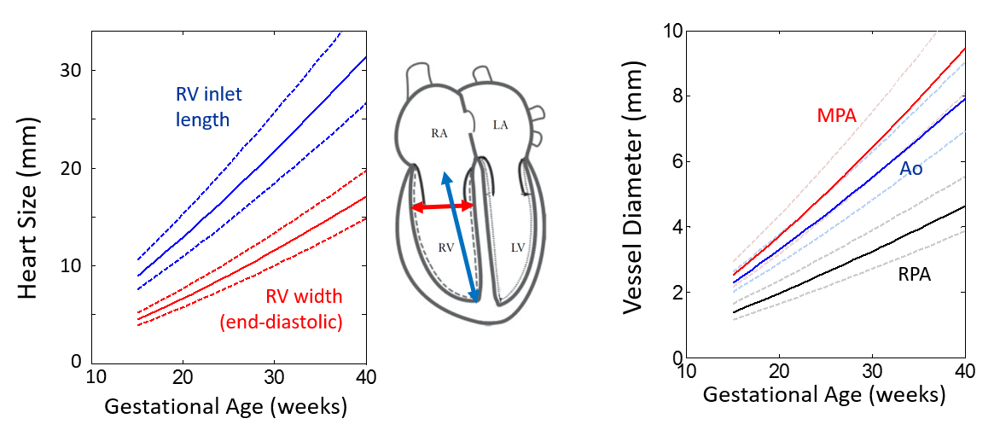 Heart Size (mm)
30
20
10
0
RV inlet
length
RV width
(end-diastolic)
10
20
30
40
Gestational Age (weeks)
RA
LA
RV
LV
Vessel Diameter (mm)
10
8
6
4
2
0
MPA
Ao
RPA
10
20
30
40
Gestational Age (weeks)